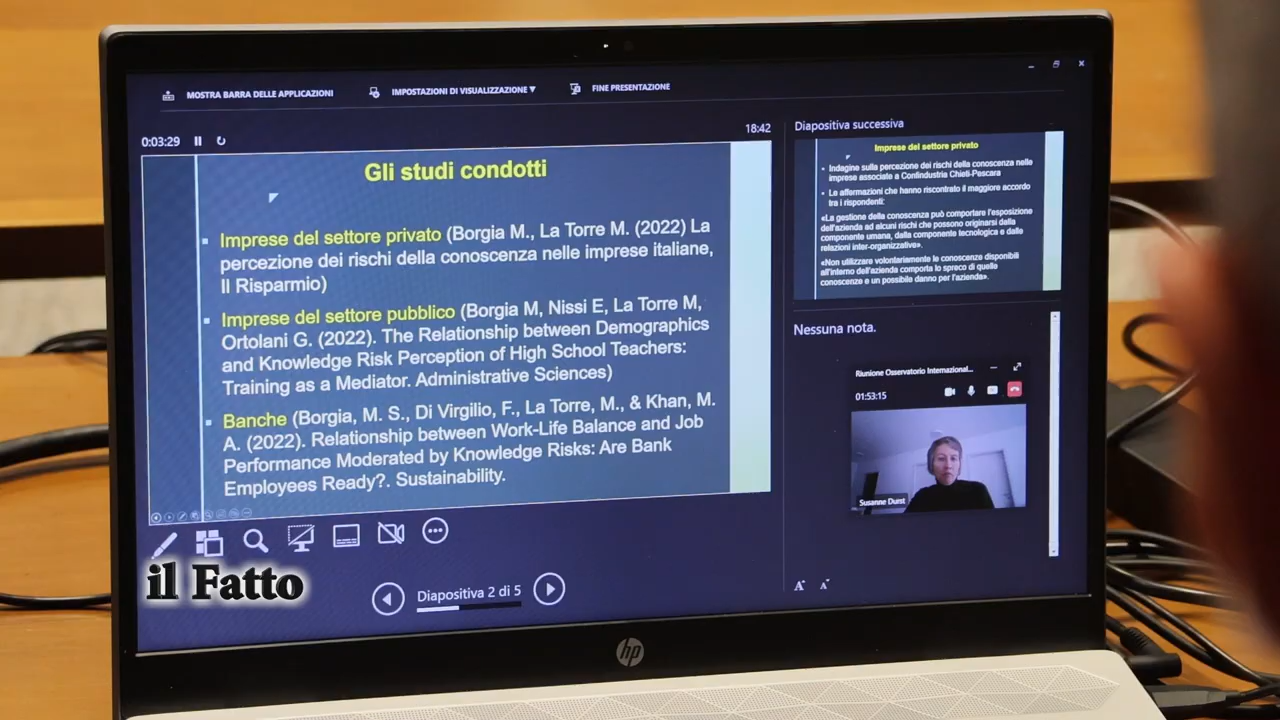 MOSTRA BARRA DELLE APPLICAZIONI
IMPOSTAZIONI DI VISUALIZZAZIONE ▼
FINE PRESENTAZIONE
0:03:29
18:42
Gli studi condotti
Imprese del settore privato (Borgia M., La Torre M. (2022) La
percezione dei rischi della conoscenza nelle imprese italiane,
Il Risparmio)
Imprese del settore pubblico (Borgia M, Nissi E, La Torre M,
Ortolani G. (2022). The Relationship between Demographics
and Knowledge Risk Perception of High School Teachers:
Training as a Mediator. Administrative Sciences)
Banche (Borgia, M. S., Di Virgilio, F., La Torre, M., & Khan, M.
A. (2022). Relationship between Work-Life Balance and Job
Performance Moderated by Knowledge Risks: Are Bank
Employees Ready?. Sustainability.
Diapositiva 2 di 5
Diapositiva successiva
Imprese del settore privato
Indagine sulla percezione dei rischi della conoscenza nelle
imprese associate a Confindustria Chieti-Pescara
Le affermazioni che hanno riscontrato il maggiore accordo
tra i rispondenti:
«La gestione della conoscenza può comportare l'esposizione
dell'azienda ad alcuni rischi che possono originarsi dalla
componente umana, dalla componente tecnologica e dalle
relazioni inter-organizzative».
«Non utilizzare volontariamente le conoscenze disponibili
all'interno dell'azienda comporta lo spreco di quelle
conoscenze e un possibile danno per l'azienda».
Nessuna nota.
Riunione Osservatorio Internazional...
01:53:15
Susanne Durst
A A
il Fatto
hp